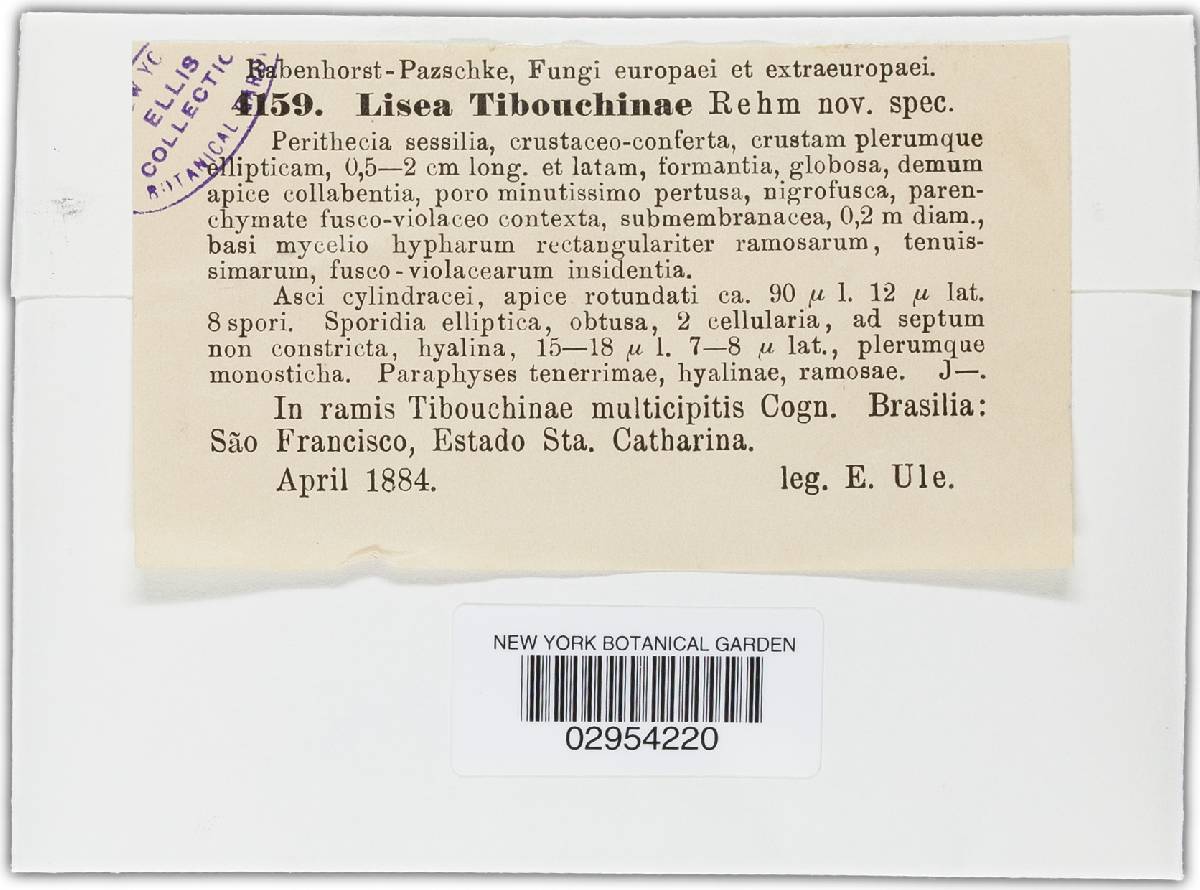 Rabenhorst-Pazschke, Fungi europaei et extraeuropaei.
4159. Lisea Tibouchinae Rehm nov. spec.
Perithecia sessilia, crustaceo-conferta, crustam plerumque
ellipticam, 0,5—2 cm long. et latam, formantia, globosa, demum
apice collabentia, poro minutissimo pertusa, nigrofusca, paren-
chymate fusco-violaceo contexta, submembranacea, 0,2 m diam.,
basi mycelio hypharum rectangulariter ramosarum, tenuis-
simarum, fusco-violacearum insidentia.
Asci cylindracei, apice rotundati ca. 90 µ l. 12 µ lat.
8 spori. Sporidia elliptica, obtusa, 2 cellularia, ad septum
non constricta, hyalina, 15—18 µ l. 7—8 µ lat., plerumque
monosticha. Paraphyses tenerrimae, hyalinae, ramosae. J—.
In ramis Tibouchinae multicipitis Cogn. Brasilia:
São Francisco, Estado Sta. Catharina.
April 1884. leg. E. Ule.
ELLIS
COLLECTIO
BOTANICAL GARD
NEW YORK BOTANICAL GARDEN
02954220